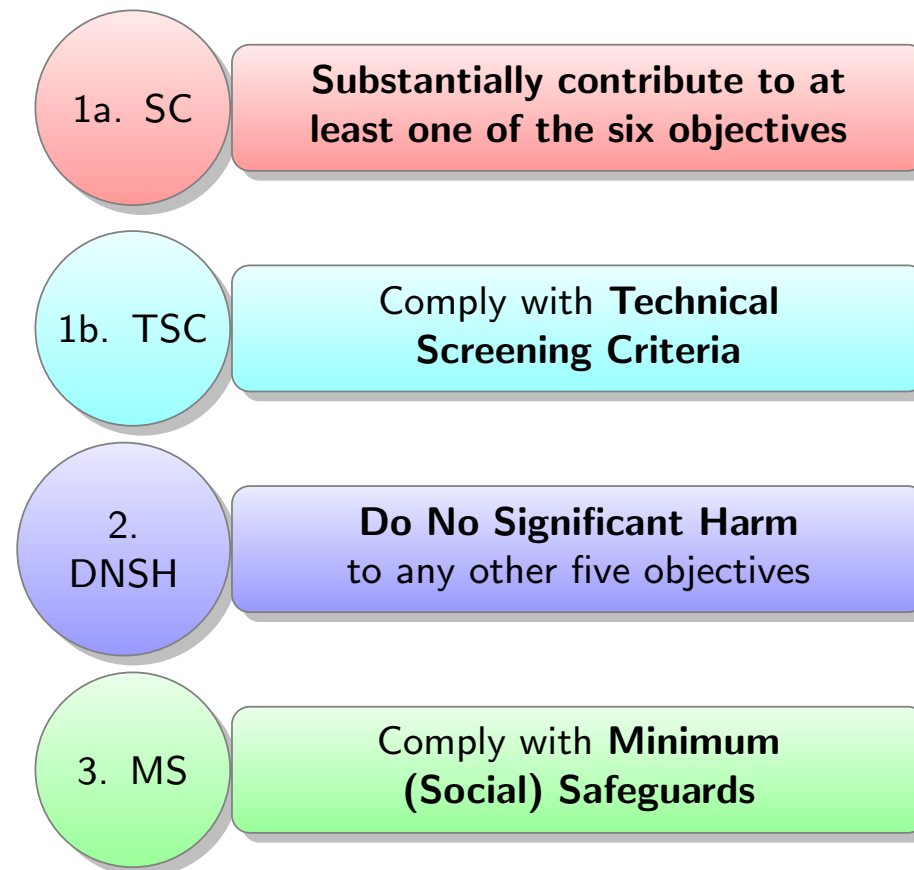 1a. SC
Substantially contribute to at
least one of the six objectives
1b. TSC
Comply with Technical
Screening Criteria
2.
DNSH
Do No Significant Harm
to any other five objectives
3. MS
Comply with Minimum
(Social) Safeguards